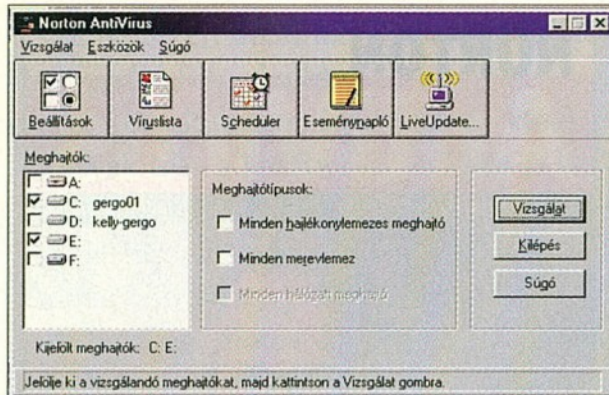 Norton AntiVirus
Vizsgálat Eszközök Súgó
Beállítások Víruslista Scheduler Eseménynapló LiveUpdate...
Meghajtók:
A:
C: gergo01
D: kelly-gergo
E:
F:
Meghajtótípusok:
Minden hajlékonylemezes meghajtó
Minden merevlemez
Minden hálózati meghajtó
Vizsgálat
Kilépés
Súgó
Kijelölt meghajtók: C: E:
Jelölje ki a vizsgálandó meghajtókat, majd kattintson a Vizsgálat gombra.